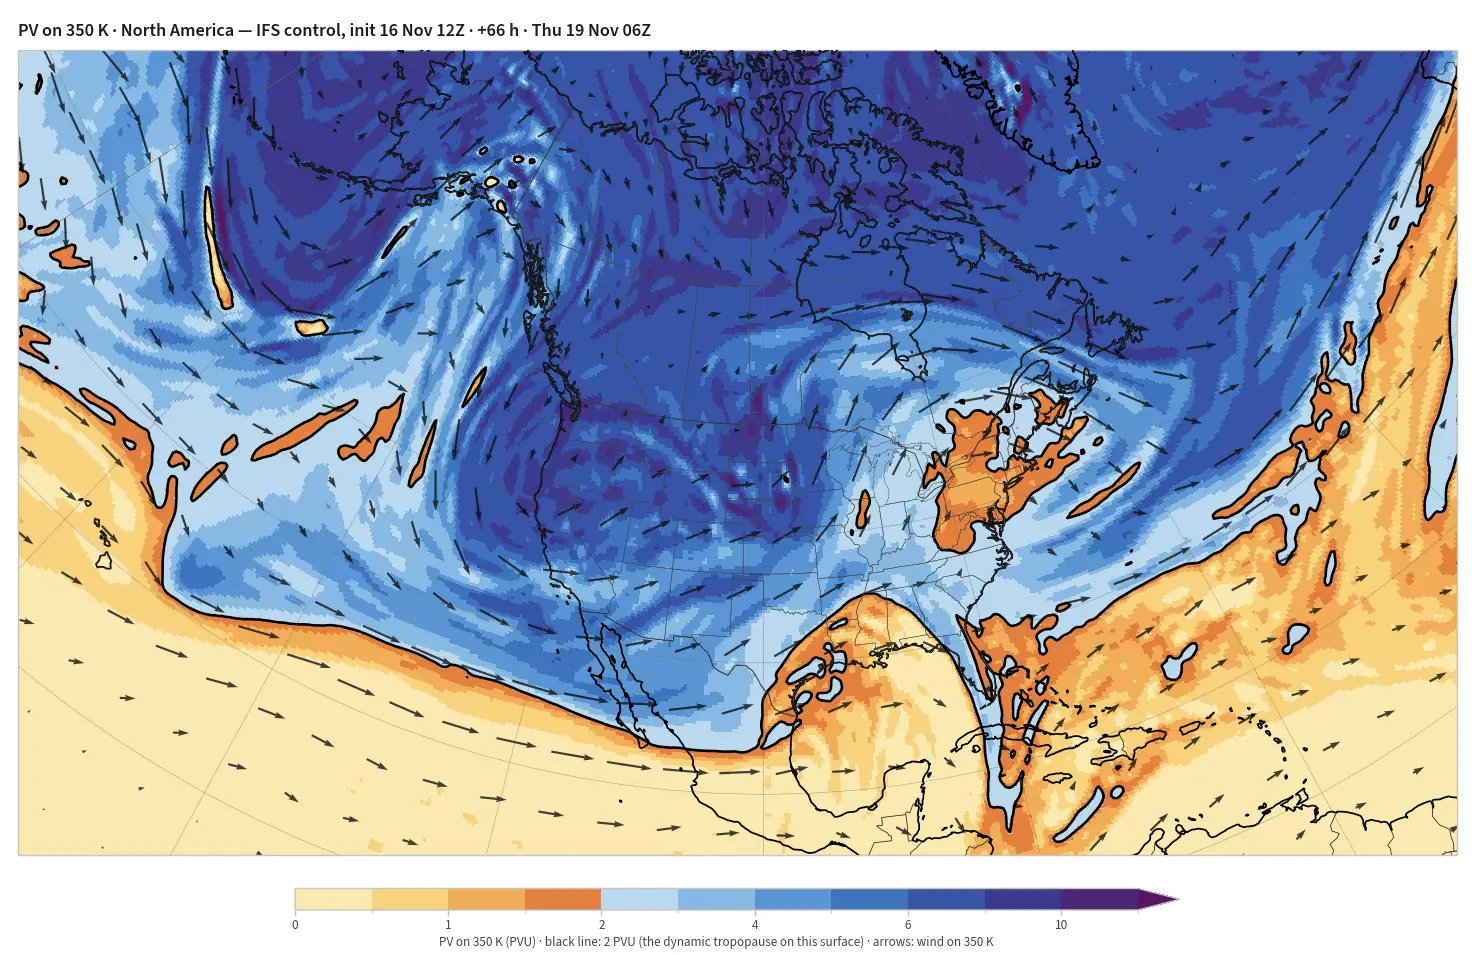 PV on 350 K · North America — IFS control, init 16 Nov 12Z · +66 h · Thu 19 Nov 06Z
0 1 2 4 6 10
PV on 350 K (PVU) · black line: 2 PVU (the dynamic tropopause on this surface) · arrows: wind on 350 K